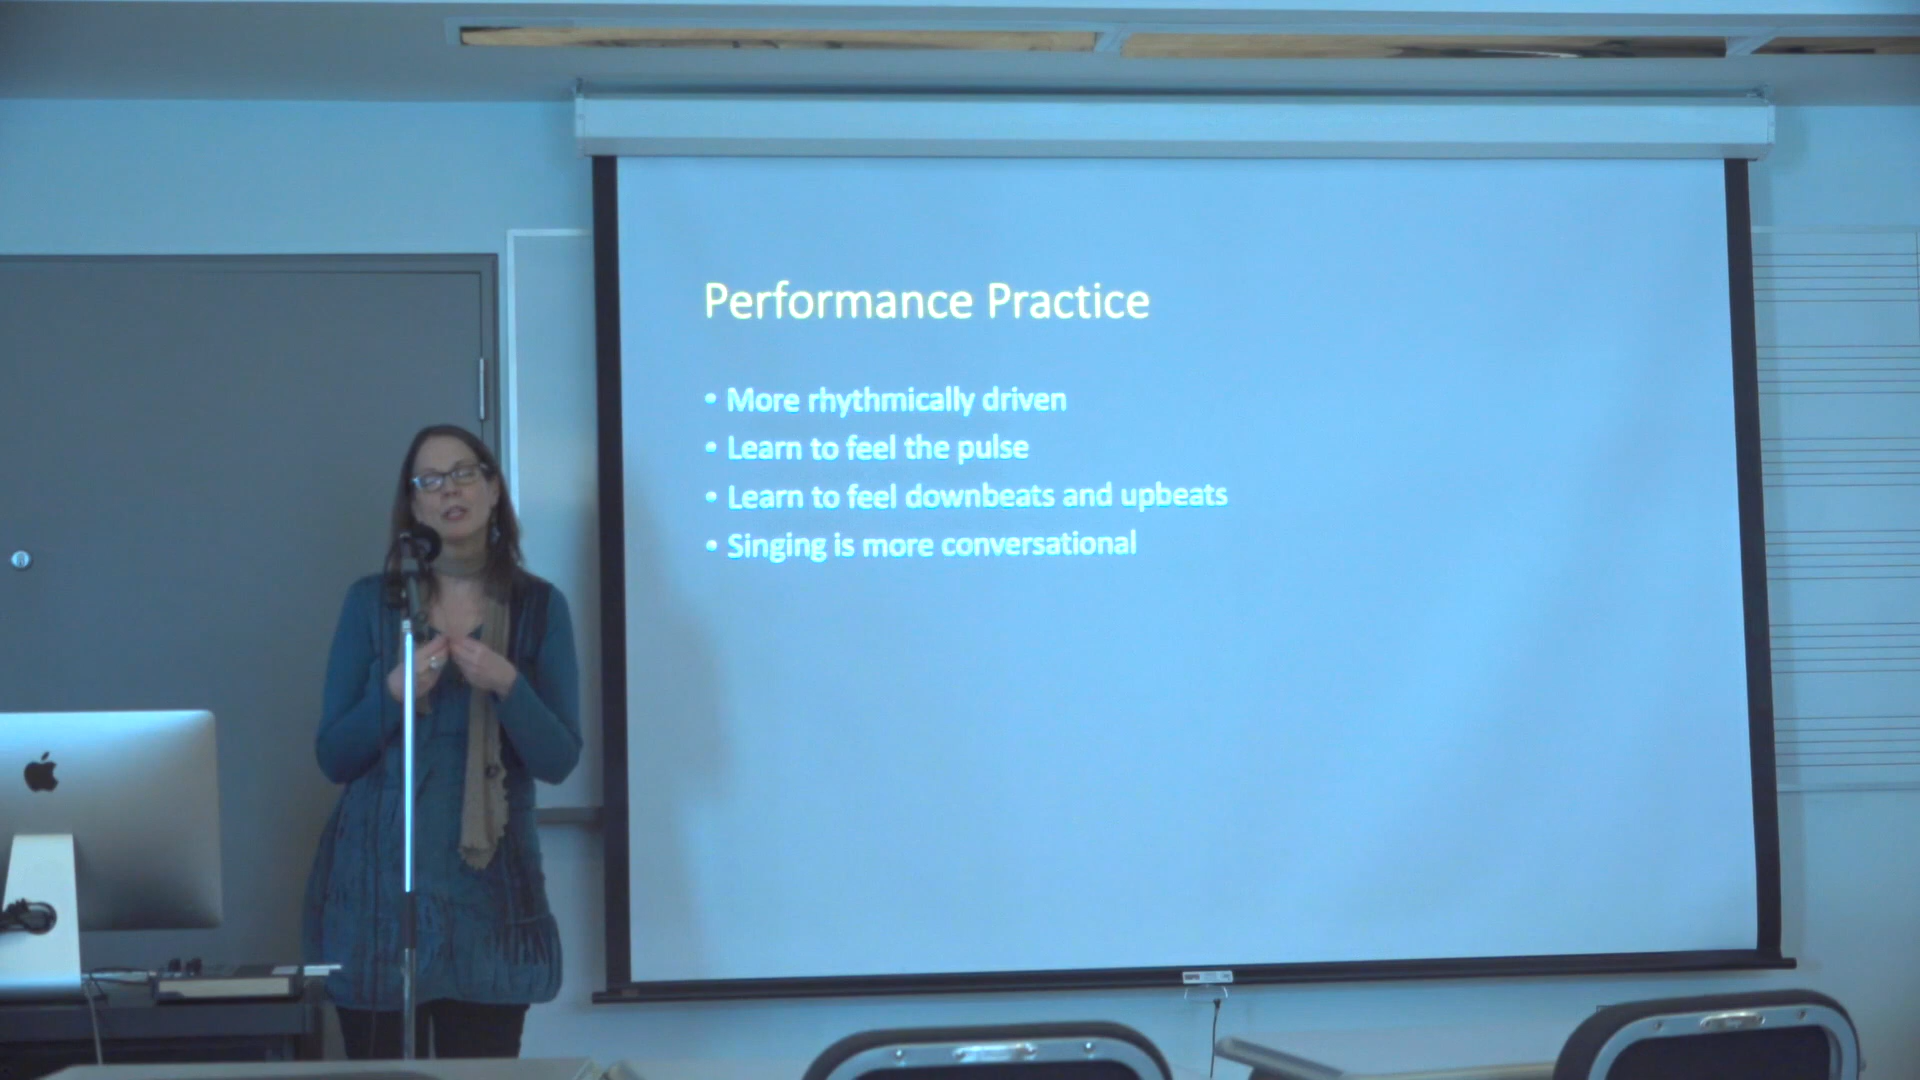 Performance Practice
• More rhythmically driven
• Learn to feel the pulse
• Learn to feel downbeats and upbeats
• Singing is more conversational